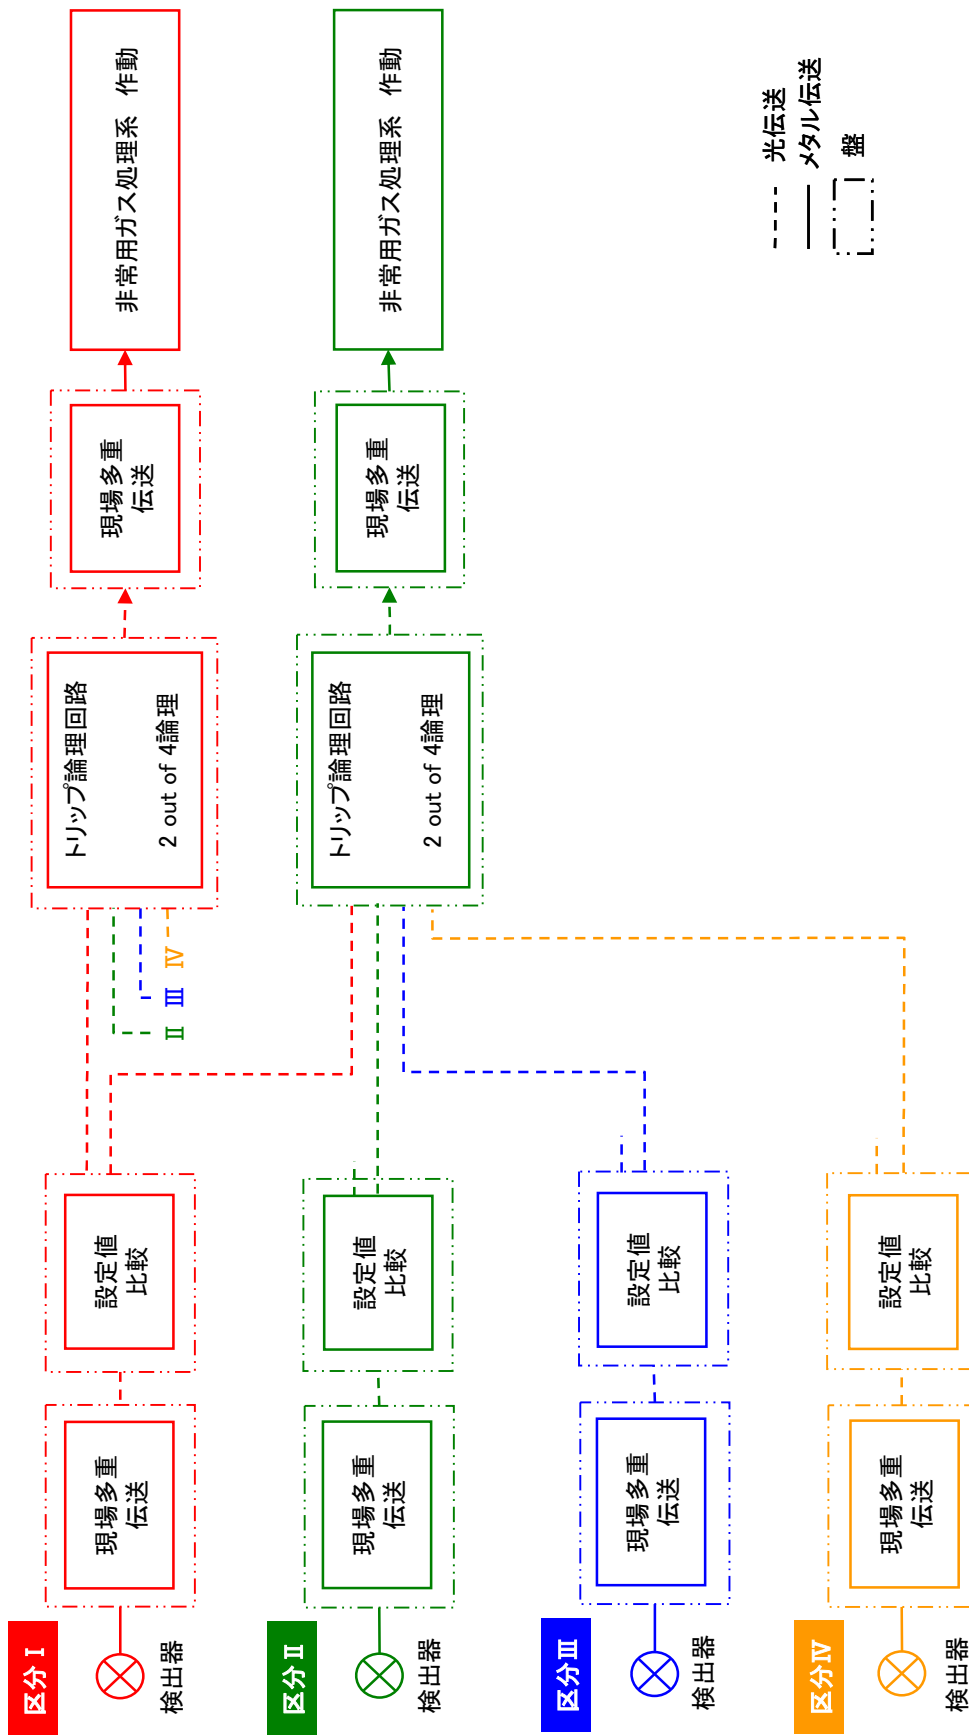 区分Ⅰ
検出器
現場多重
伝送
設定値
比較
トリップ論理回路
2 out of 4論理
現場多重
伝送
非常用ガス処理系　作動
Ⅱ
Ⅲ
Ⅳ
区分Ⅱ
検出器
現場多重
伝送
設定値
比較
トリップ論理回路
2 out of 4論理
現場多重
伝送
非常用ガス処理系　作動
区分Ⅲ
検出器
現場多重
伝送
設定値
比較
区分Ⅳ
検出器
現場多重
伝送
設定値
比較
光伝送
メタル伝送
盤